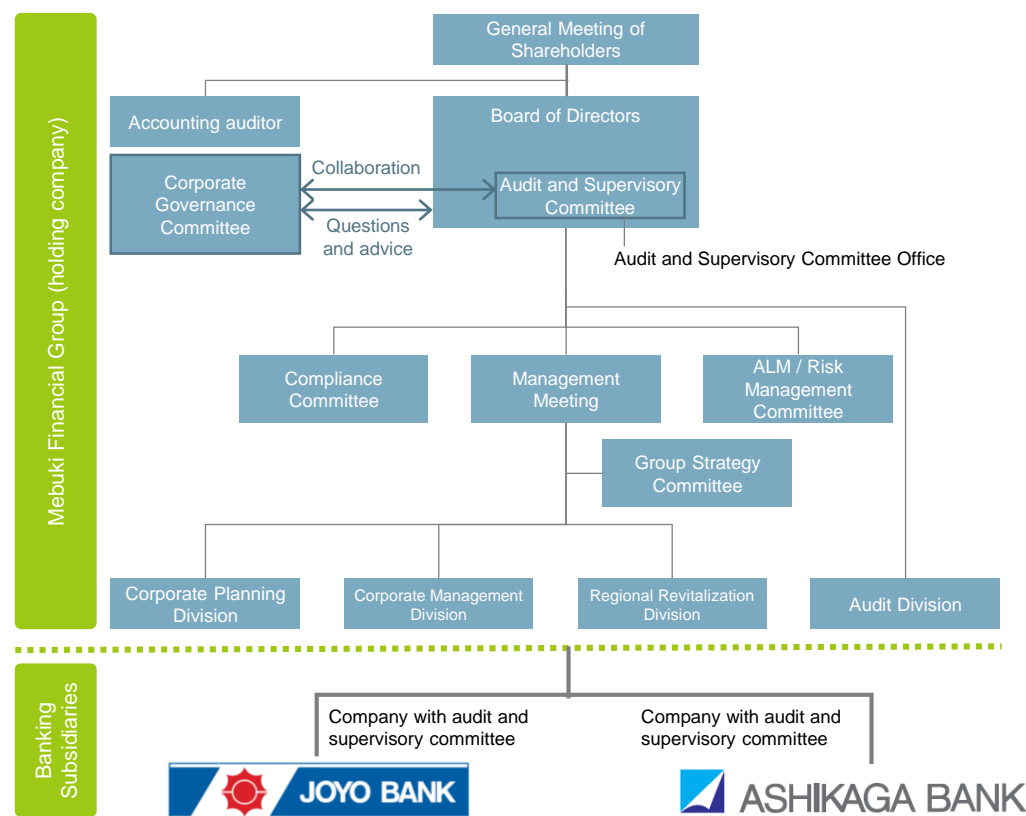 General Meeting of
Shareholders
Accounting auditor
Board of Directors
Corporate
Governance
Committee
Collaboration
Questions
and advice
Audit and Supervisory
Committee
Audit and Supervisory Committee Office
Compliance
Committee
Management
Meeting
ALM / Risk
Management
Committee
Group Strategy
Committee
Corporate Planning
Division
Corporate Management
Division
Regional Revitalization
Division
Audit Division
Mebuki Financial Group (holding company)
Banking
Subsidiaries
Company with audit and
supervisory committee
Company with audit and
supervisory committee
JOYO BANK
ASHIKAGA BANK